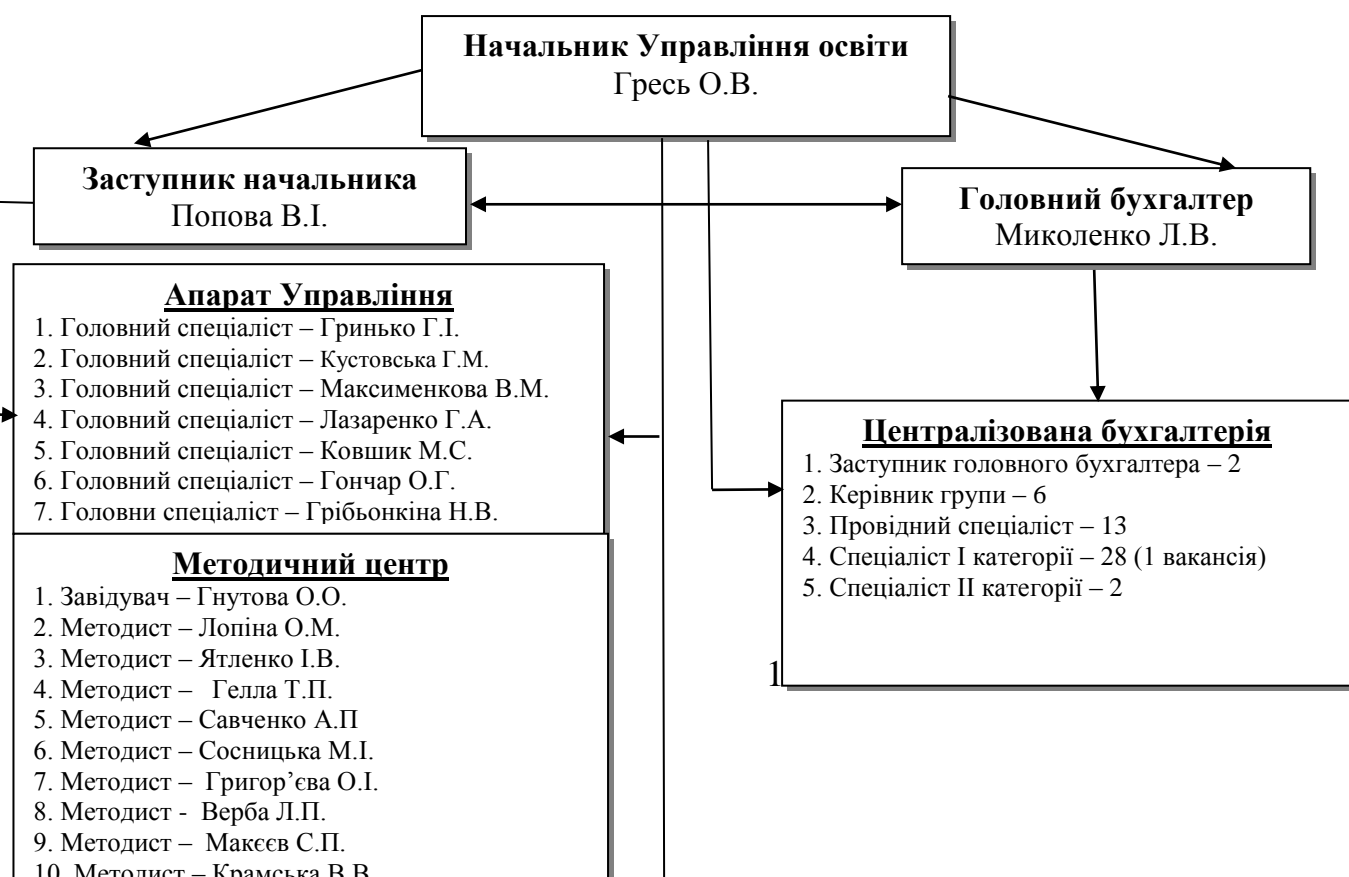 Начальник Управління освіти
Гресь О.В.
Заступник начальника
Попова В.І.
Головний бухгалтер
Миколенко Л.В.
Апарат Управління
1. Головний спеціаліст – Гринько Г.І.
2. Головний спеціаліст – Кустовська Г.М.
3. Головний спеціаліст – Максименкова В.М.
4. Головний спеціаліст – Лазаренко Г.А.
5. Головний спеціаліст – Ковшик М.С.
6. Головний спеціаліст – Гончар О.Г.
7. Головни спеціаліст – Грібьонкіна Н.В.
Централізована бухгалтерія
1. Заступник головного бухгалтера – 2
2. Керівник групи – 6
3. Провідний спеціаліст – 13
4. Спеціаліст І категорії – 28 (1 вакансія)
5. Спеціаліст ІІ категорії – 2
1
Методичний центр
1. Завідувач – Гнутова О.О.
2. Методист – Лопіна О.М.
3. Методист – Ятленко І.В.
4. Методист – Гелла Т.П.
5. Методист – Савченко А.П
6. Методист – Сосницька М.І.
7. Методист – Григор’єва О.І.
8. Методист - Верба Л.П.
9. Методист – Макєєв С.П.
10. Методист – Крамська В.В.